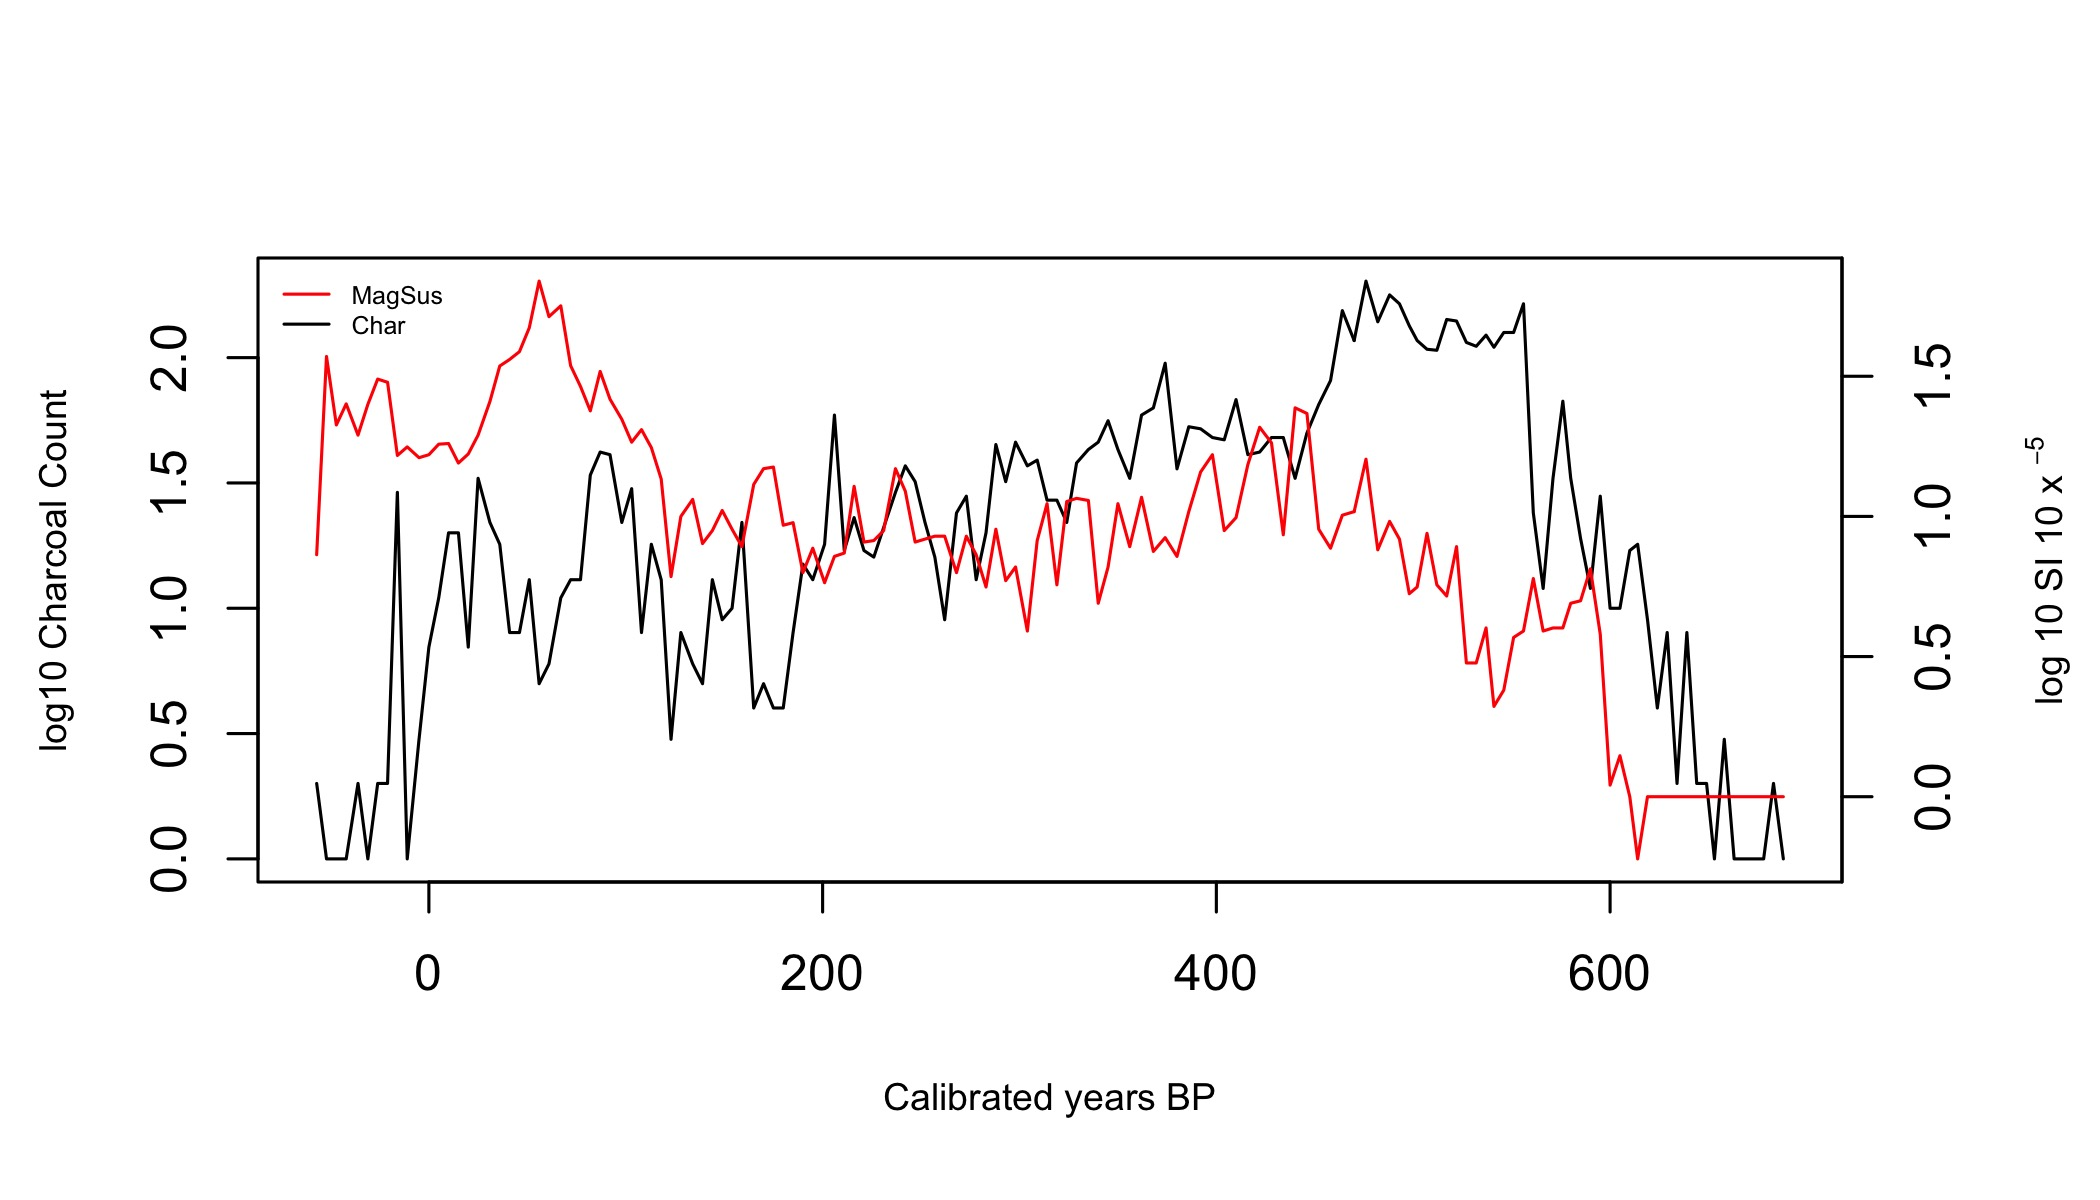 MagSus
Char
log10 Charcoal Count
2.0
1.5
1.0
0.5
0.0
1.5
1.0
0.5
0.0
log 10 SI 10 x ⁻⁵
0 200 400 600
Calibrated years BP